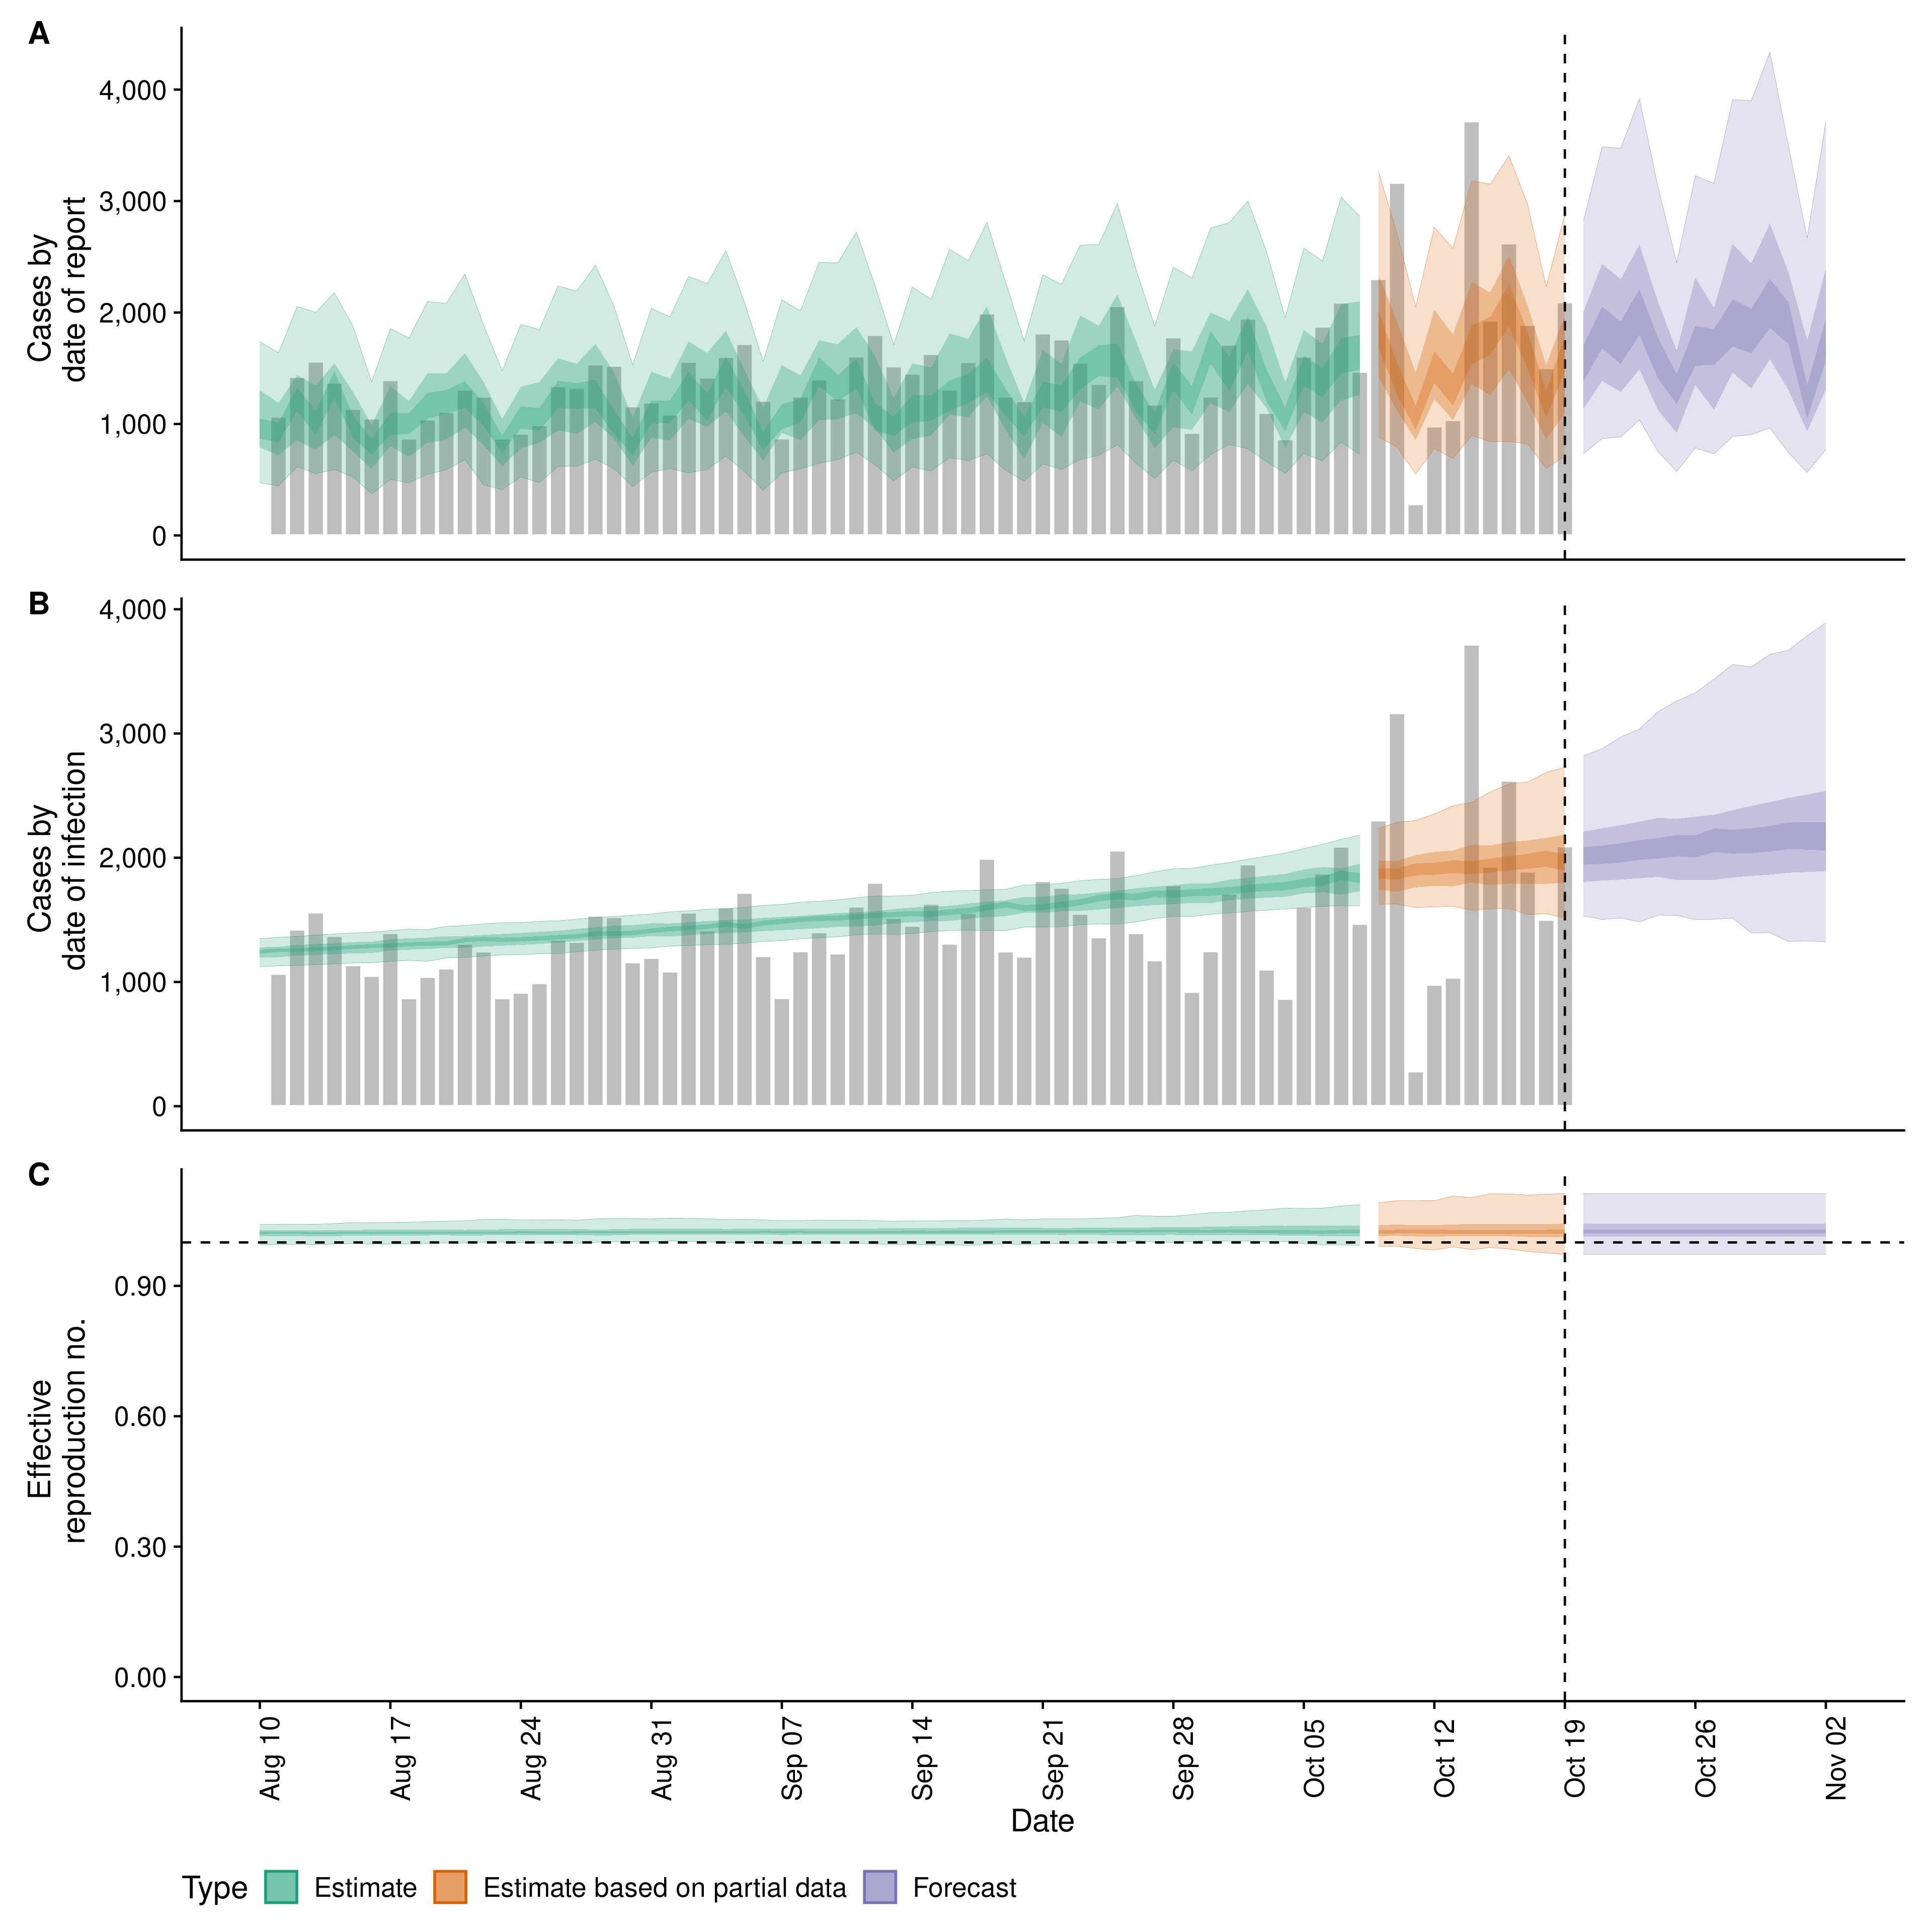 A
Cases by
date of report
4,000
3,000
2,000
1,000
0
B
Cases by
date of infection
4,000
3,000
2,000
1,000
0
C
Effective
reproduction no.
0.90
0.60
0.30
0.00
Aug 10
Aug 17
Aug 24
Aug 31
Sep 07
Sep 14
Sep 21
Sep 28
Oct 05
Oct 12
Oct 19
Oct 26
Nov 02
Date
Type Estimate Estimate based on partial data Forecast